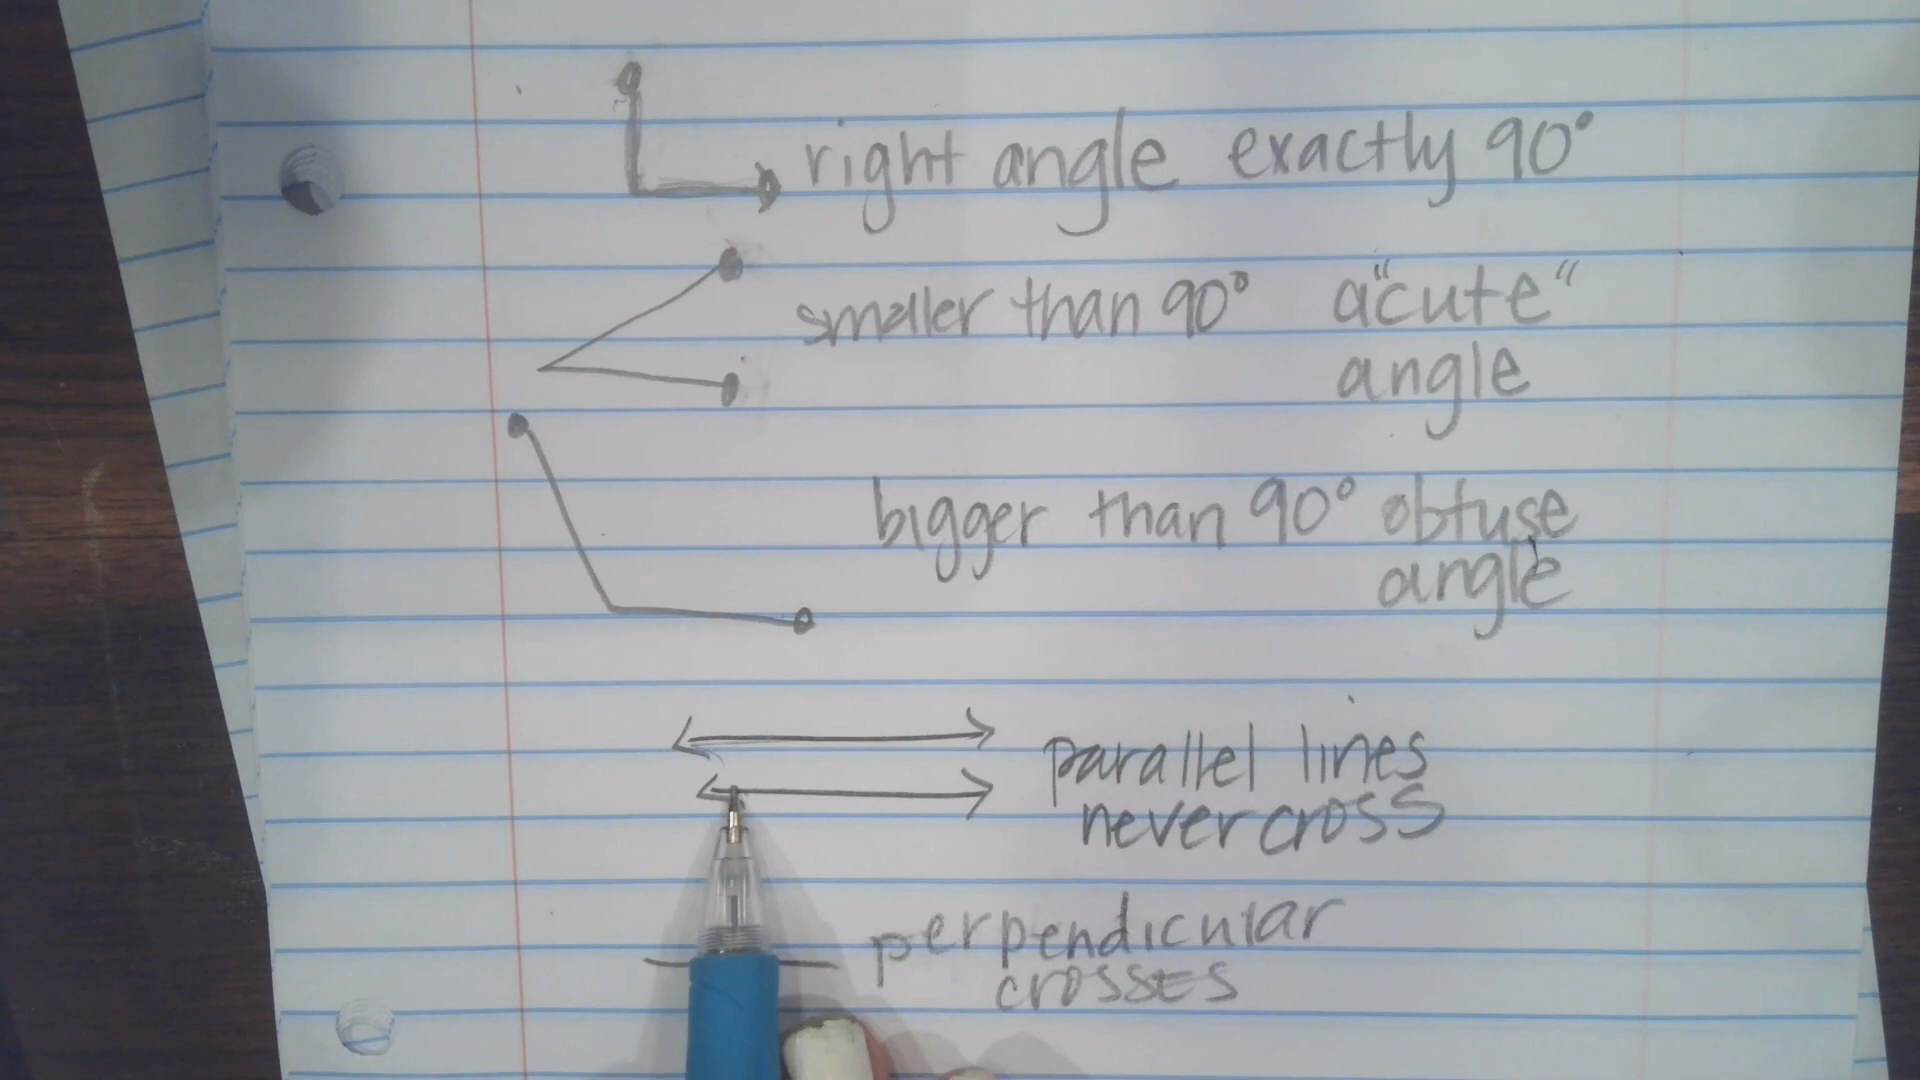 right angle exactly 90°
smaller than 90° a"cute"
angle
bigger than 90° obtuse
angle
parallel lines
never cross
perpendicular
crosses